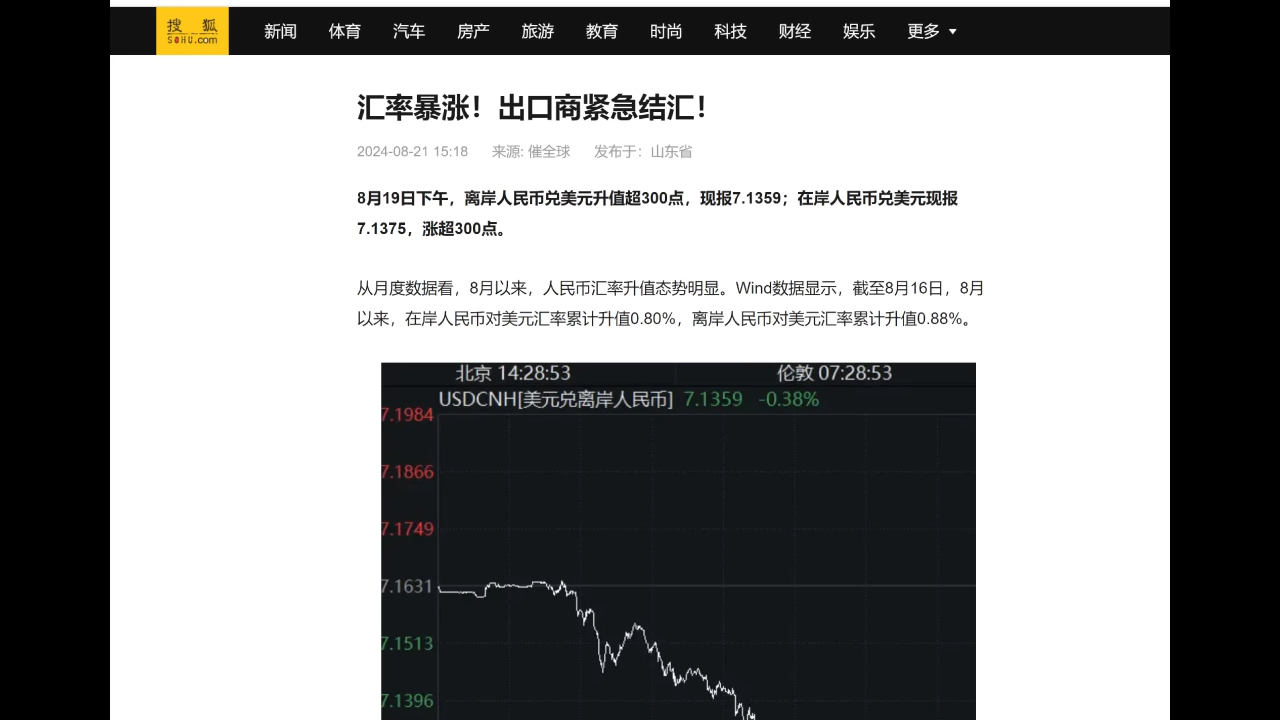 搜 狐
SOHU.com
新闻 体育 汽车 房产 旅游 教育 时尚 科技 财经 娱乐 更多
汇率暴涨！出口商紧急结汇！
2024-08-21 15:18 来源: 催全球 发布于：山东省
8月19日下午，离岸人民币兑美元升值超300点，现报7.1359；在岸人民币兑美元现报
7.1375，涨超300点。
从月度数据看，8月以来，人民币汇率升值态势明显。Wind数据显示，截至8月16日，8月
以来，在岸人民币对美元汇率累计升值0.80%，离岸人民币对美元汇率累计升值0.88%。
北京 14:28:53 伦敦 07:28:53
USDCNH[美元兑离岸人民币] 7.1359 -0.38%
7.1984
7.1866
7.1749
7.1631
7.1513
7.1396